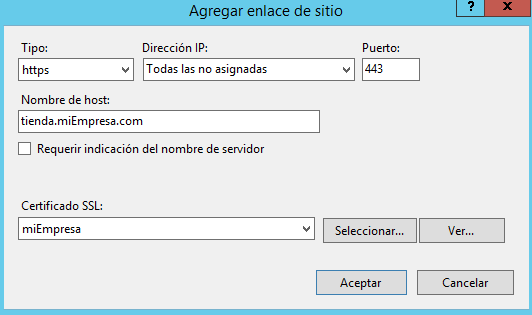 Agregar enlace de sitio
? x
Tipo: Dirección IP: Puerto:
https Todas las no asignadas 443
Nombre de host:
tienda.miEmpresa.com
Requerir indicación del nombre de servidor
Certificado SSL:
miEmpresa Seleccionar... Ver...
Aceptar Cancelar